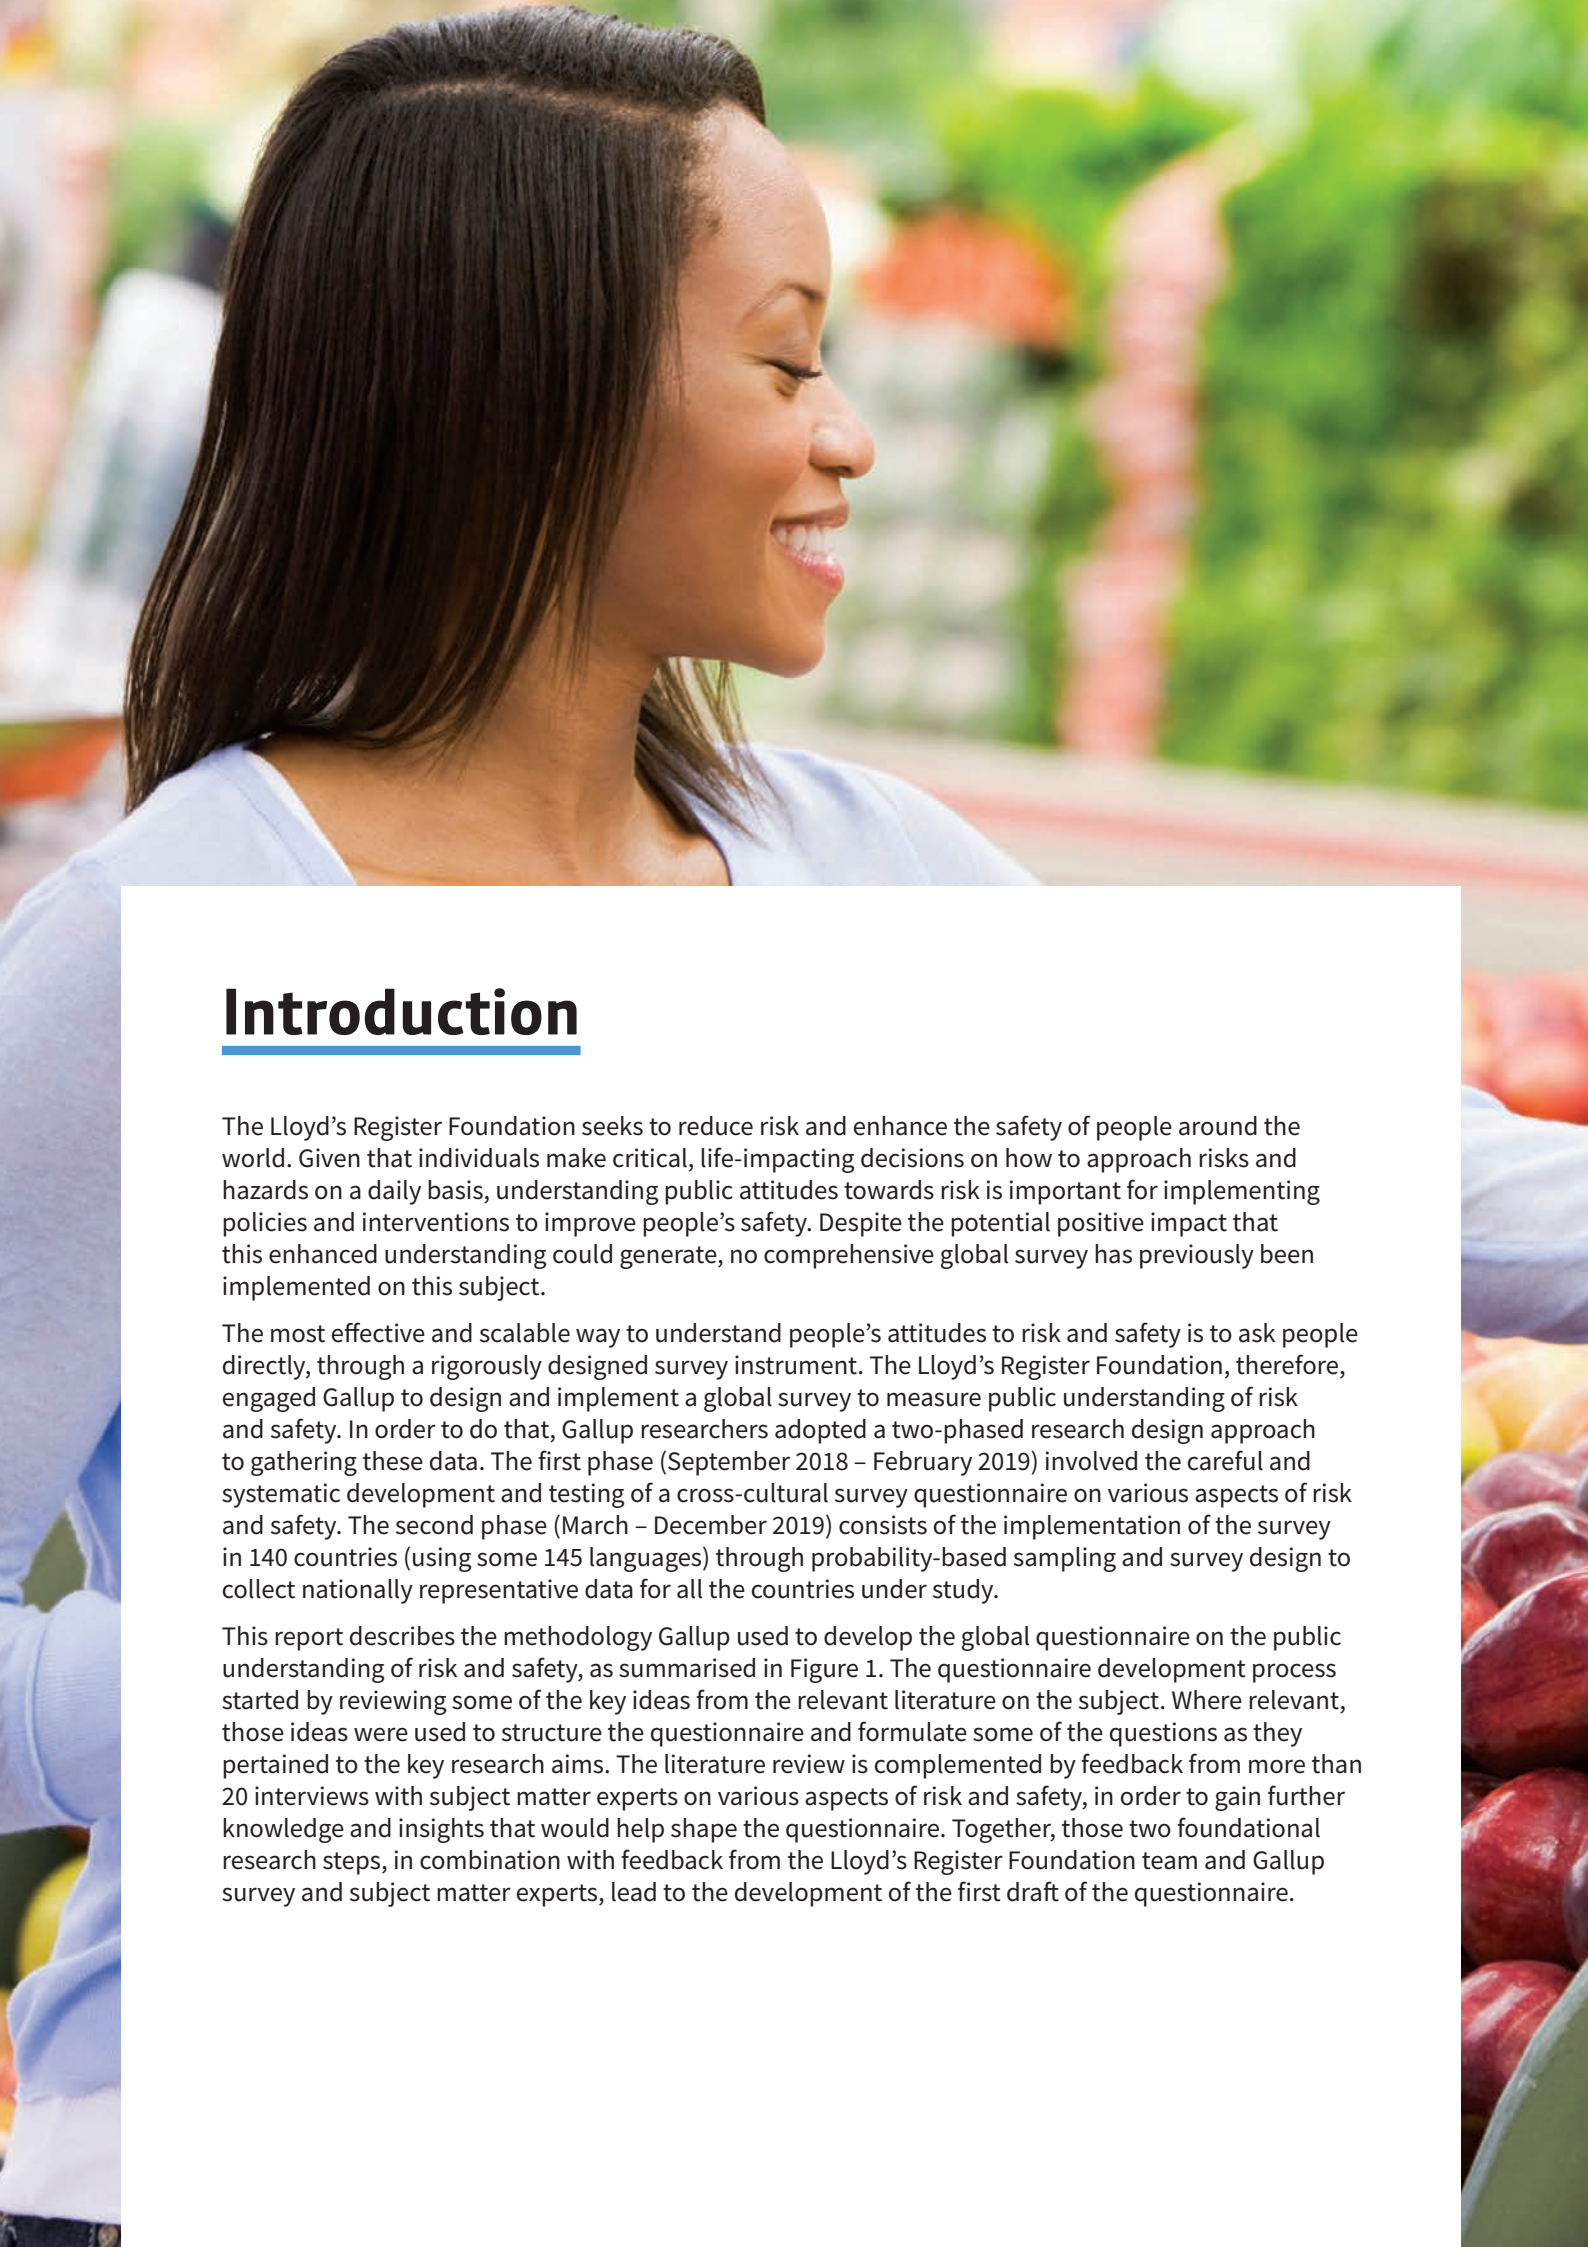 Introduction
The Lloyd’s Register Foundation seeks to reduce risk and enhance the safety of people around the
world. Given that individuals make critical, life-impacting decisions on how to approach risks and
hazards on a daily basis, understanding public attitudes towards risk is important for implementing
policies and interventions to improve people’s safety. Despite the potential positive impact that
this enhanced understanding could generate, no comprehensive global survey has previously been
implemented on this subject.
The most effective and scalable way to understand people’s attitudes to risk and safety is to ask people
directly, through a rigorously designed survey instrument. The Lloyd’s Register Foundation, therefore,
engaged Gallup to design and implement a global survey to measure public understanding of risk
and safety. In order to do that, Gallup researchers adopted a two-phased research design approach
to gathering these data. The first phase (September 2018 – February 2019) involved the careful and
systematic development and testing of a cross-cultural survey questionnaire on various aspects of risk
and safety. The second phase (March – December 2019) consists of the implementation of the survey
in 140 countries (using some 145 languages) through probability-based sampling and survey design to
collect nationally representative data for all the countries under study.
This report describes the methodology Gallup used to develop the global questionnaire on the public
understanding of risk and safety, as summarised in Figure 1. The questionnaire development process
started by reviewing some of the key ideas from the relevant literature on the subject. Where relevant,
those ideas were used to structure the questionnaire and formulate some of the questions as they
pertained to the key research aims. The literature review is complemented by feedback from more than
20 interviews with subject matter experts on various aspects of risk and safety, in order to gain further
knowledge and insights that would help shape the questionnaire. Together, those two foundational
research steps, in combination with feedback from the Lloyd’s Register Foundation team and Gallup
survey and subject matter experts, lead to the development of the first draft of the questionnaire.